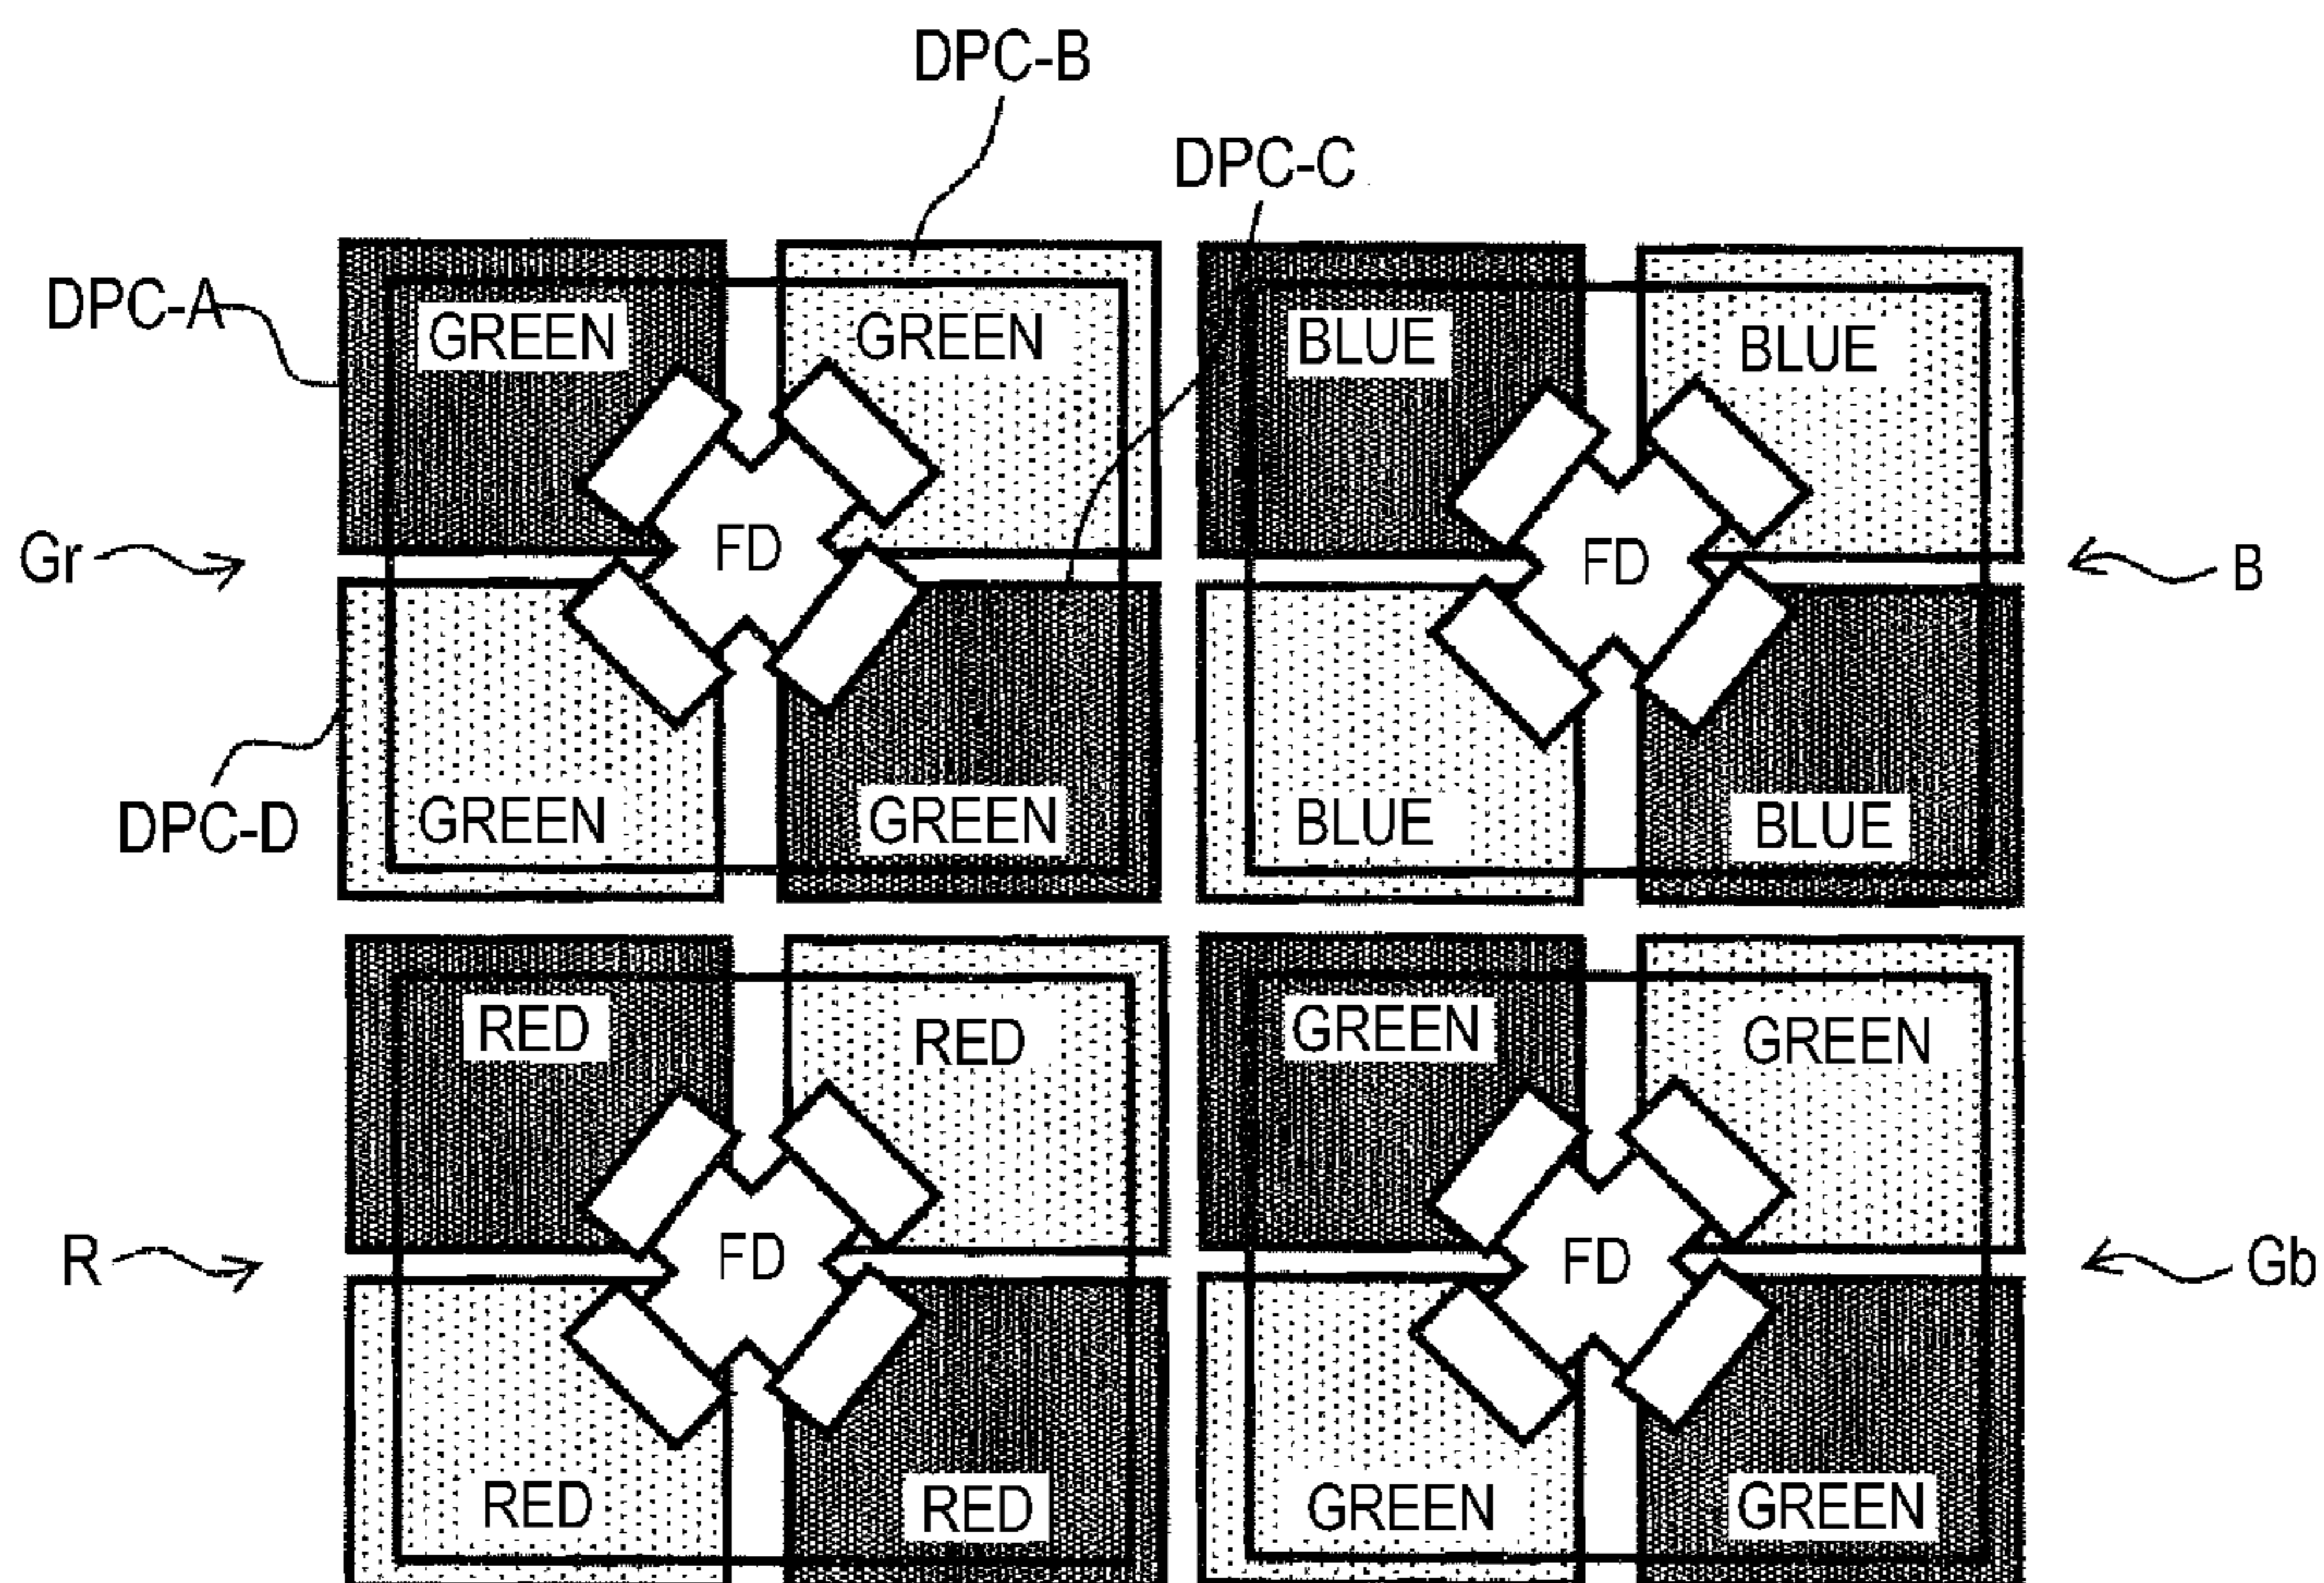 DPC-B
DPC-C
DPC-A
GREEN GREEN BLUE BLUE
Gr FD FD B
DPC-D GREEN GREEN BLUE BLUE
RED RED GREEN GREEN
R FD FD Gb
RED RED GREEN GREEN